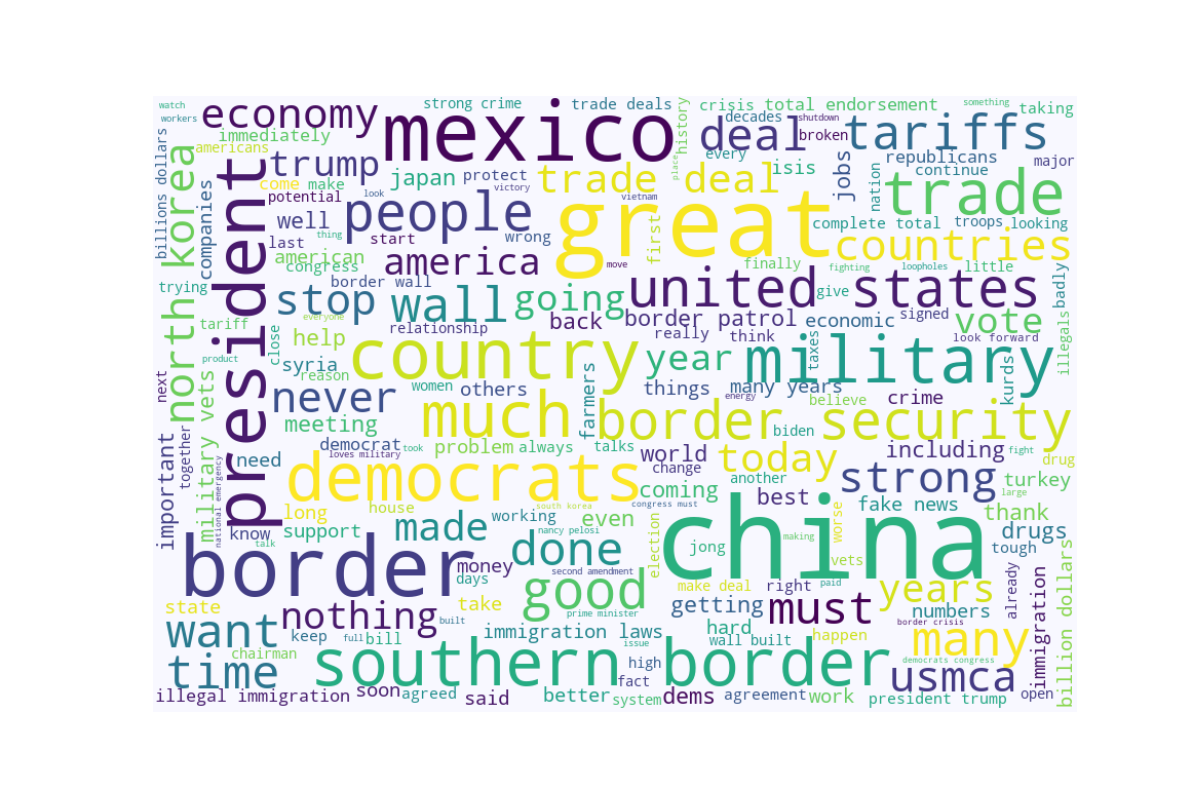 watch
workers
economy
strong crime
trade deals
crisis total endorsement
something
taking
immediately
americans
mexico
history
decades
shutdown
deal
broken
tariffs
billions dollars
north korea
companies
president
trump
come
make
potential
japan
look
protect
victory
trade deal
every
place
isis
jobs
republicans
continue
nation
major
trade
vietnam
well
people
great
last
thing
start
wrong
first
complete total
troops
looking
american
congress
america
move
finally
countries
fighting
loopholes
little
badly
trying
border wall
stop
wall
going
united states
give
tariff
everyone
relationship
back
border patrol
economic
signed
vote
illegals
close
help
really
think
taxes
look forward
product
syria
country
year
military
kurds
next
military vets
reason
never
women
others
farmers
things
many years
energy
believe
crime
together
meeting
much
border security
biden
important
national emergency
democrat
took
problem
always
talks
world
today
including
fight
need
loves military
democrats
change
strong
drug
another
turkey
coming
best
large
long
house
south korea
congress must
fake news
thank
know
support
made
working
even
china
worse
drugs
talk
nancy pelosi
election
jong
making
tough
border
done
vets
billion dollars
money
second amendment
days
good
make deal
right
paid
years
already
immigration
state
nothing
take
prime minister
getting
must
numbers
want
built
hard
border crisis
keep
full
bill
immigration laws
wall built
happen
many
chairman
issue
time
southern border
high
democrats congress
fact
usmca
illegal immigration
soon
agreed
said
better
system
dems
agreement
work
president trump
open